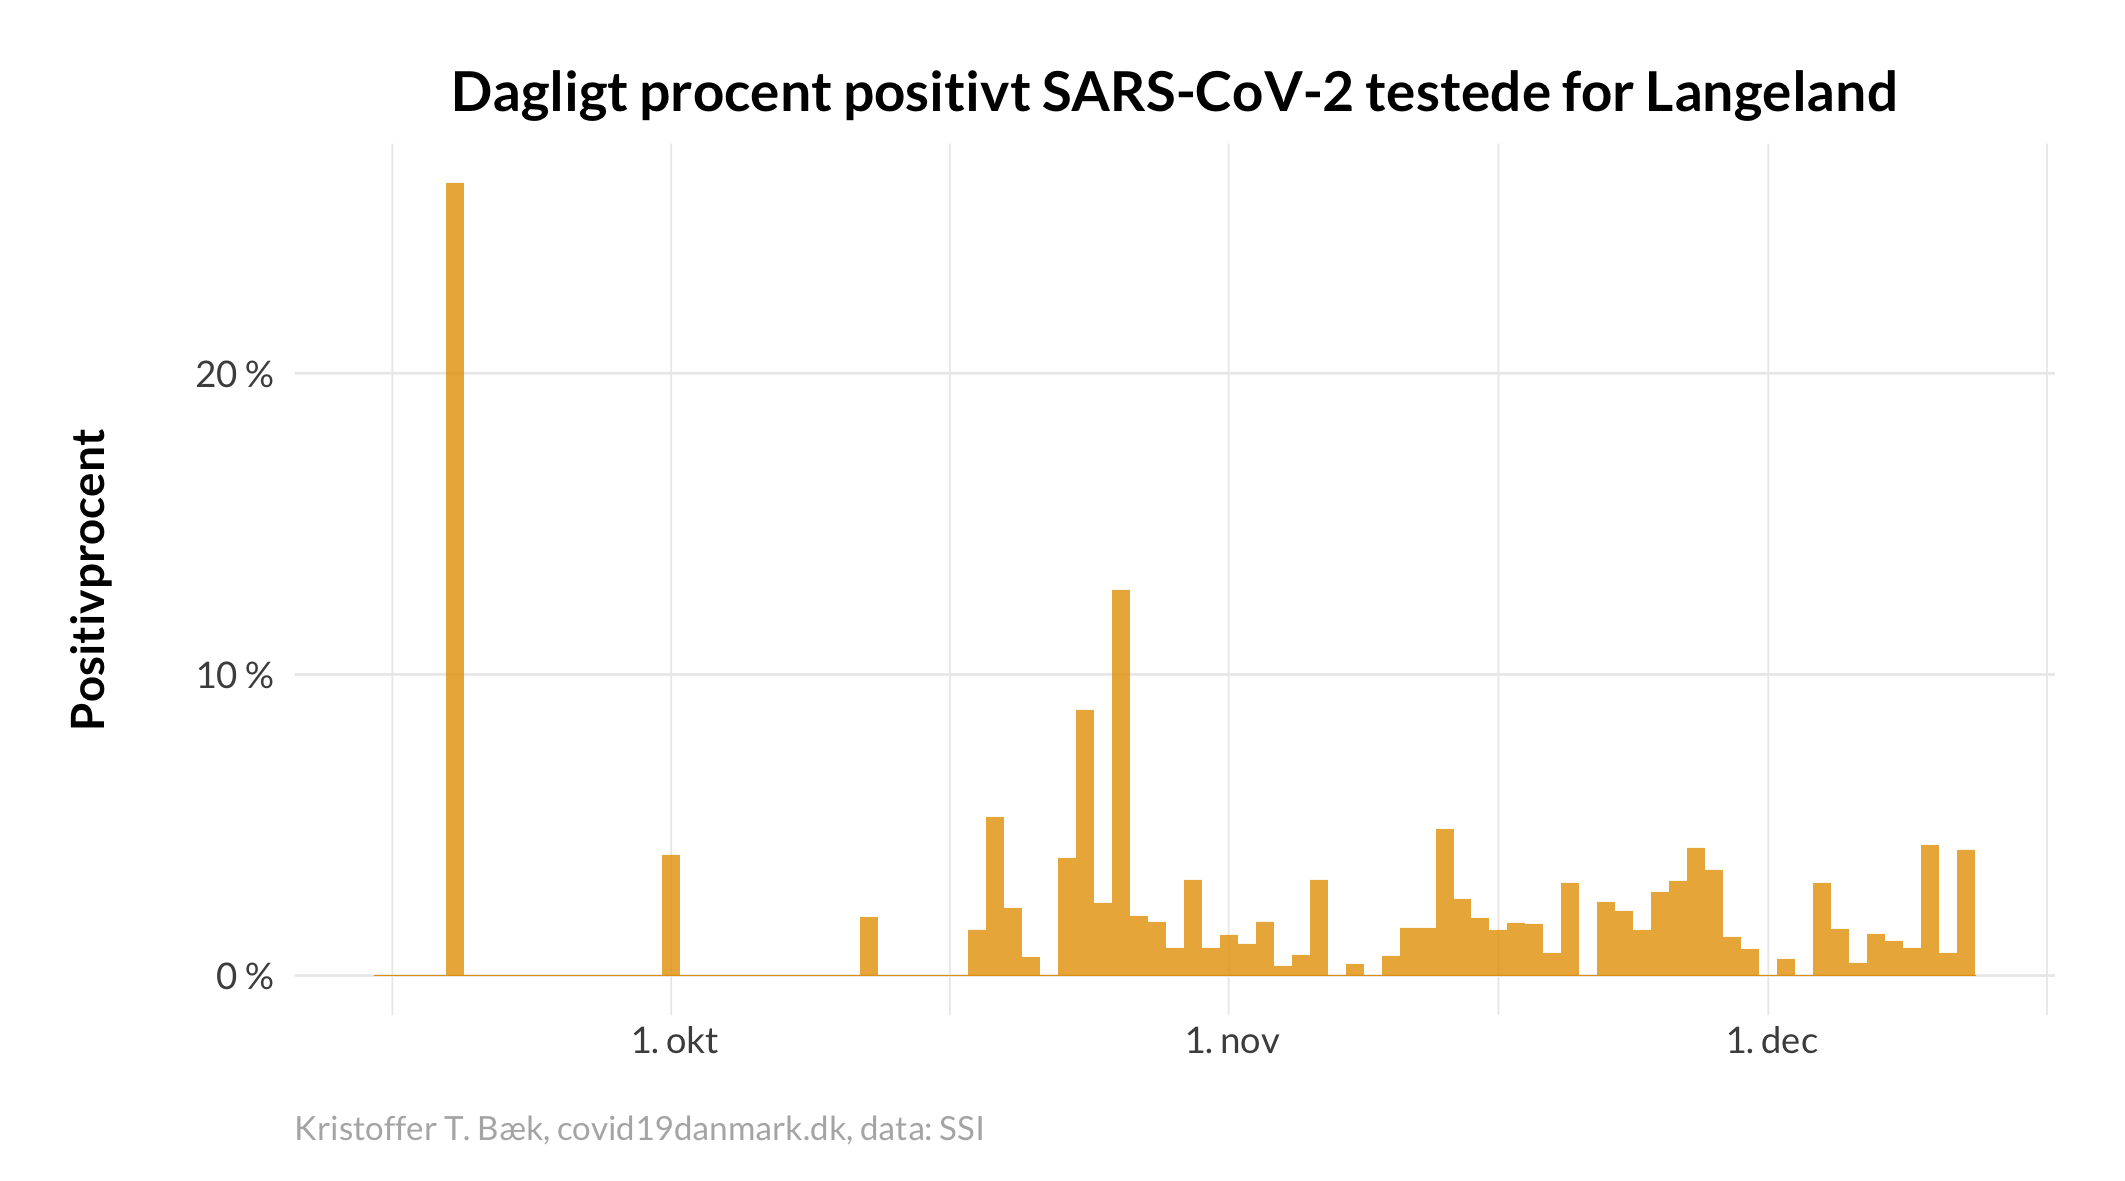 Dagligt procent positivt SARS-CoV-2 testede for Langeland
Positivprocent
20 %
10 %
0 %
1. okt
1. nov
1. dec
Kristoffer T. Bæk, covid19danmark.dk, data: SSI